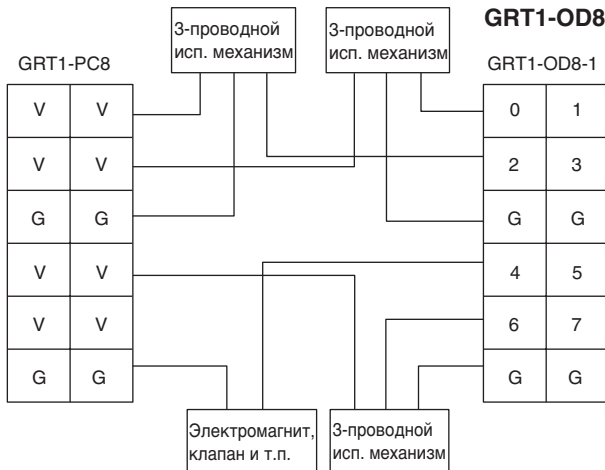 GRT1-OD8
3-проводной
исп. механизм
3-проводной
исп. механизм
GRT1-PC8
GRT1-OD8-1
V V
V V
G G
V V
V V
G G
0 1
2 3
G G
4 5
6 7
G G
Электромагнит,
клапан и т.п.
3-проводной
исп. механизм